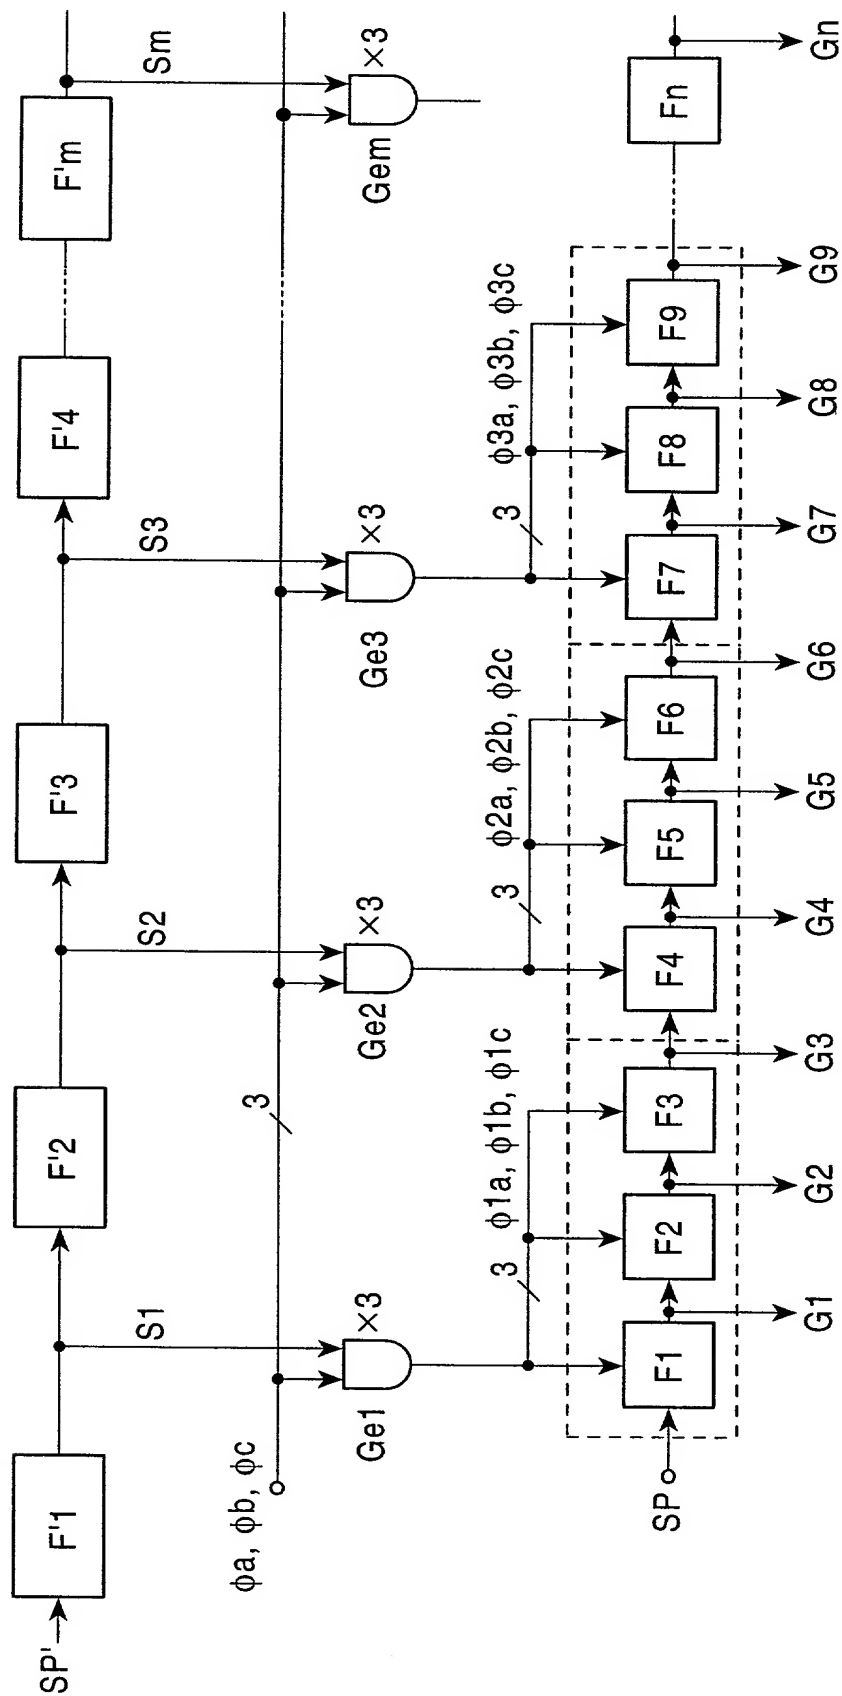 SP'
F'1
F'2
F'3
F'4
F'm
S1
S2
S3
Sm
ϕa, ϕb, ϕc
3
Ge1
×3
Ge2
×3
Ge3
×3
Gem
×3
3
ϕ1a, ϕ1b, ϕ1c
3
ϕ2a, ϕ2b, ϕ2c
3
ϕ3a, ϕ3b, ϕ3c
SP
F1
F2
F3
F4
F5
F6
F7
F8
F9
Fn
G1
G2
G3
G4
G5
G6
G7
G8
G9
Gn